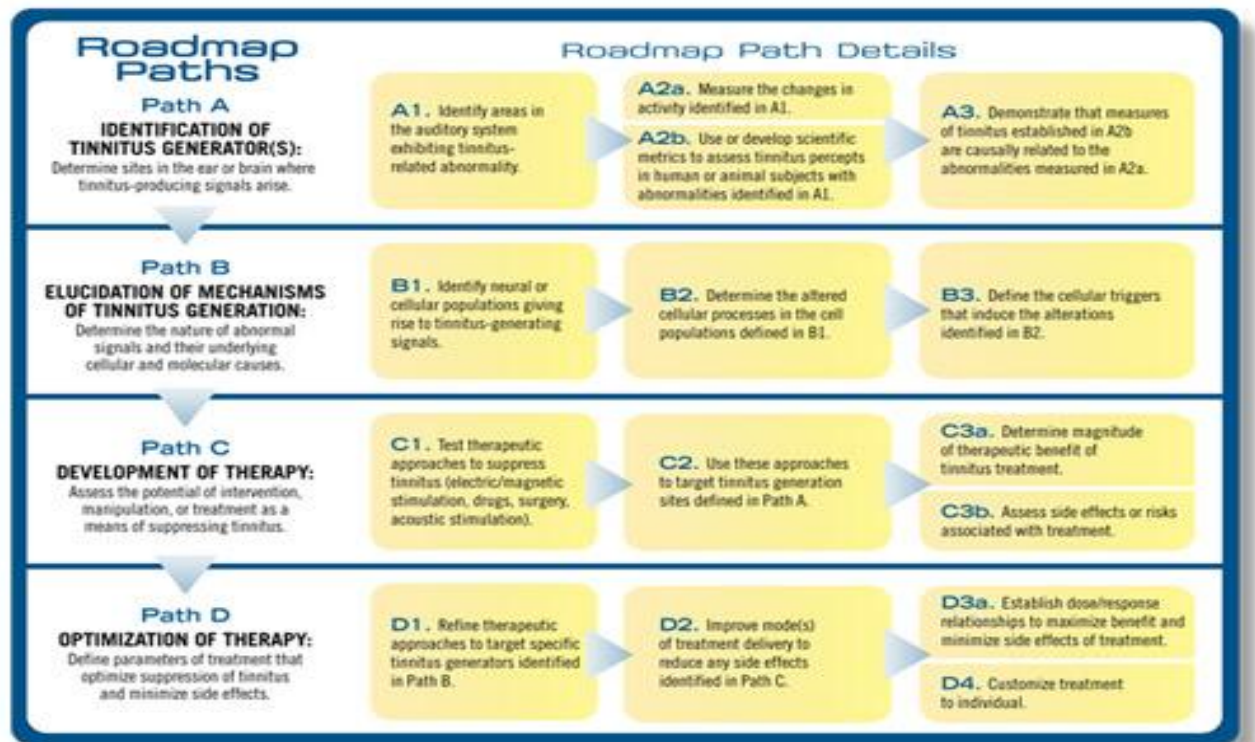 Roadmap
Paths
Roadmap Path Details
Path A
IDENTIFICATION OF
TINNITUS GENERATOR(S):
Determine sites in the ear or brain where
tinnitus-producing signals arise.
A1. Identify areas in
the auditory system
exhibiting tinnitus-
related abnormality.
A2a. Measure the changes in
activity identified in A1.
A2b. Use or develop scientific
metrics to assess tinnitus percepts
in human or animal subjects with
abnormalities identified in A1.
A3. Demonstrate that measures
of tinnitus established in A2b
are causally related to the
abnormalities measured in A2a.
Path B
ELUCIDATION OF MECHANISMS
OF TINNITUS GENERATION:
Determine the nature of abnormal
signals and their underlying
cellular and molecular causes.
B1. Identify neural or
cellular populations giving
rise to tinnitus-generating
signals.
B2. Determine the altered
cellular processes in the cell
populations defined in B1.
B3. Define the cellular triggers
that induce the alterations
identified in B2.
Path C
DEVELOPMENT OF THERAPY:
Assess the potential of intervention,
manipulation, or treatment as a
means of suppressing tinnitus.
C1. Test therapeutic
approaches to suppress
tinnitus (electric/magnetic
stimulation, drugs, surgery,
acoustic stimulation).
C2. Use these approaches
to target tinnitus generation
sites defined in Path A.
C3a. Determine magnitude
of therapeutic benefit of
tinnitus treatment.
C3b. Assess side effects or risks
associated with treatment.
Path D
OPTIMIZATION OF THERAPY:
Define parameters of treatment that
optimize suppression of tinnitus
and minimize side effects.
D1. Refine therapeutic
approaches to target specific
tinnitus generators identified
in Path B.
D2. Improve mode(s)
of treatment delivery to
reduce any side effects
identified in Path C.
D3a. Establish dose/response
relationships to maximize benefit and
minimize side effects of treatment.
D4. Customize treatment
to individual.